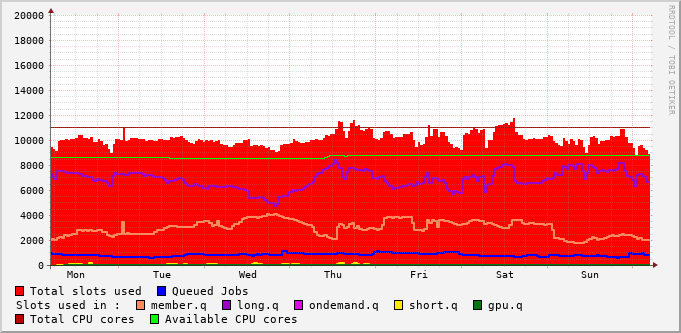 20000
18000
16000
14000
12000
10000
8000
6000
4000
2000
0
Mon Tue Wed Thu Fri Sat Sun
Total slots used Queued Jobs
Slots used in : member.q long.q ondemand.q short.q gpu.q
Total CPU cores Available CPU cores
RRDTOOL / TOBI OETIKER